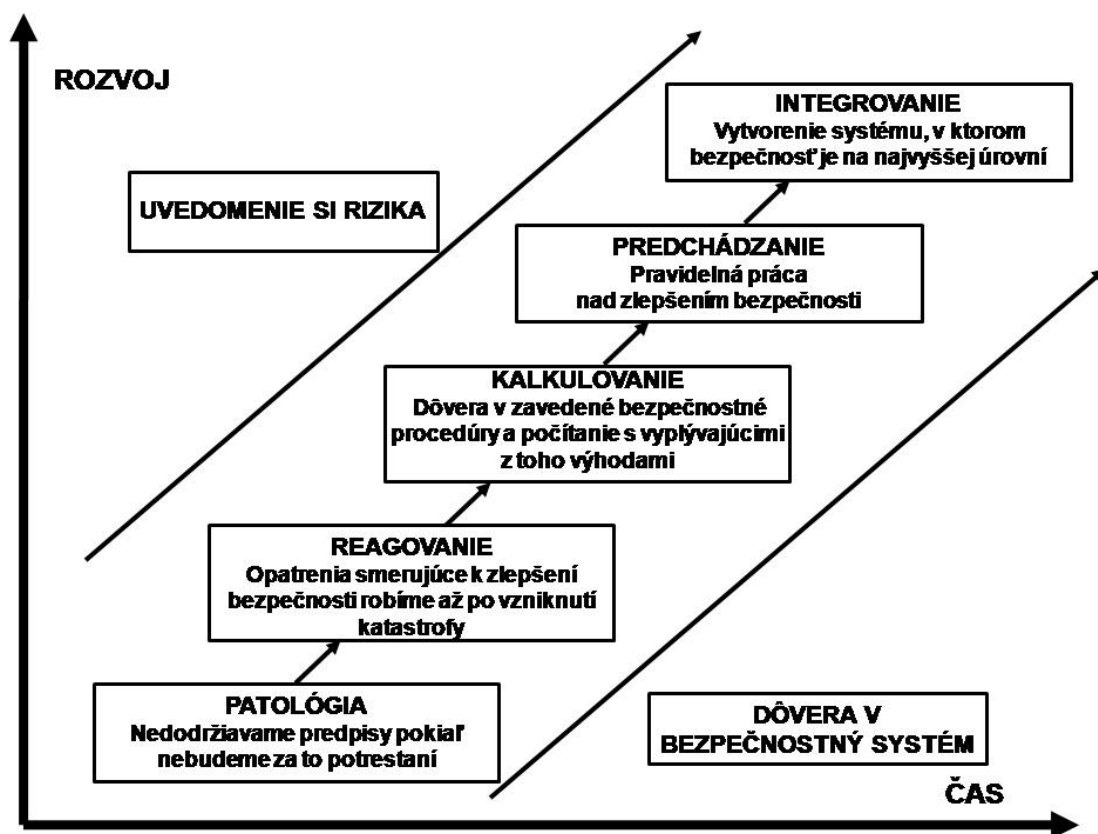 ROZVOJ
INTEGROVANIE
Vytvorenie systému, v ktorom
bezpečnosť je na najvyššej úrovní
UVEDOMENIE SI RIZIKA
PREDCHÁDZANIE
Pravidelná práca
nad zlepšením bezpečnosti
KALKULOVANIE
Dôvera v zavedené bezpečnostné
procedúry a počítanie s vyplývajúcimi
z toho výhodami
REAGOVANIE
Opatrenia smerujúce k zlepšení
bezpečnosti robíme až po vzniknutí
katastrofy
PATOLÓGIA
Nedodržiavame predpisy pokiaľ
nebudeme za to potrestaní
DÔVERA V
BEZPEČNOSTNÝ SYSTÉM
ČAS